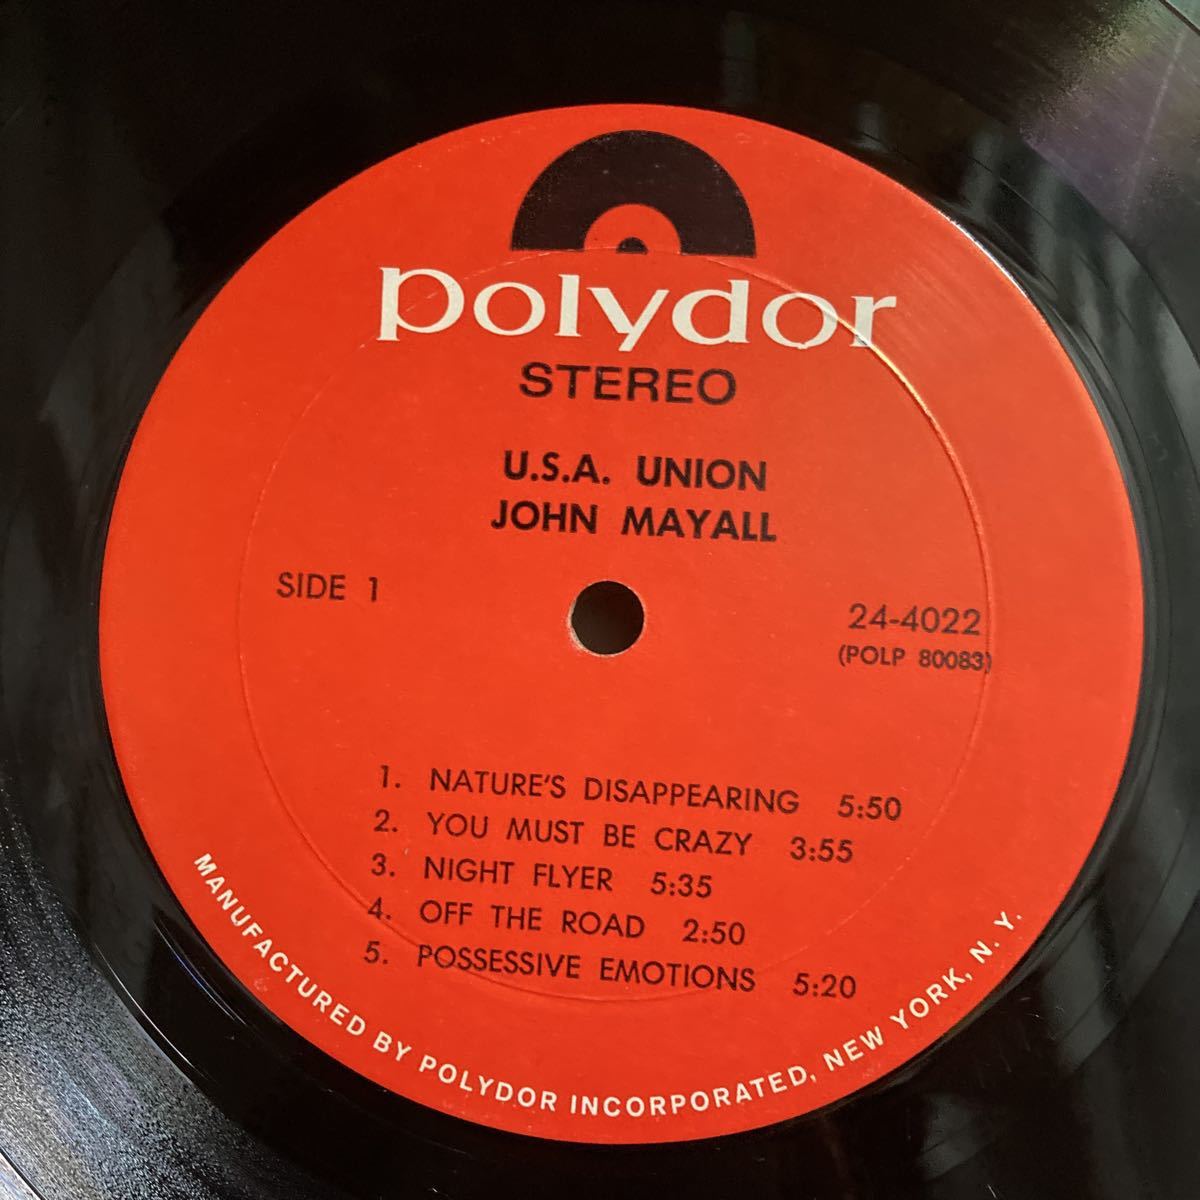 polydor
STEREO
U.S.A. UNION
JOHN MAYALL
SIDE 1
24-4022
(POLP 80083)
1. NATURE'S DISAPPEARING 5:50
2. YOU MUST BE CRAZY 3:55
3. NIGHT FLYER 5:35
4. OFF THE ROAD 2:50
5. POSSESSIVE EMOTIONS 5:20
MANUFACTURED BY POLYDOR INCORPORATED, NEW YORK, N. Y.